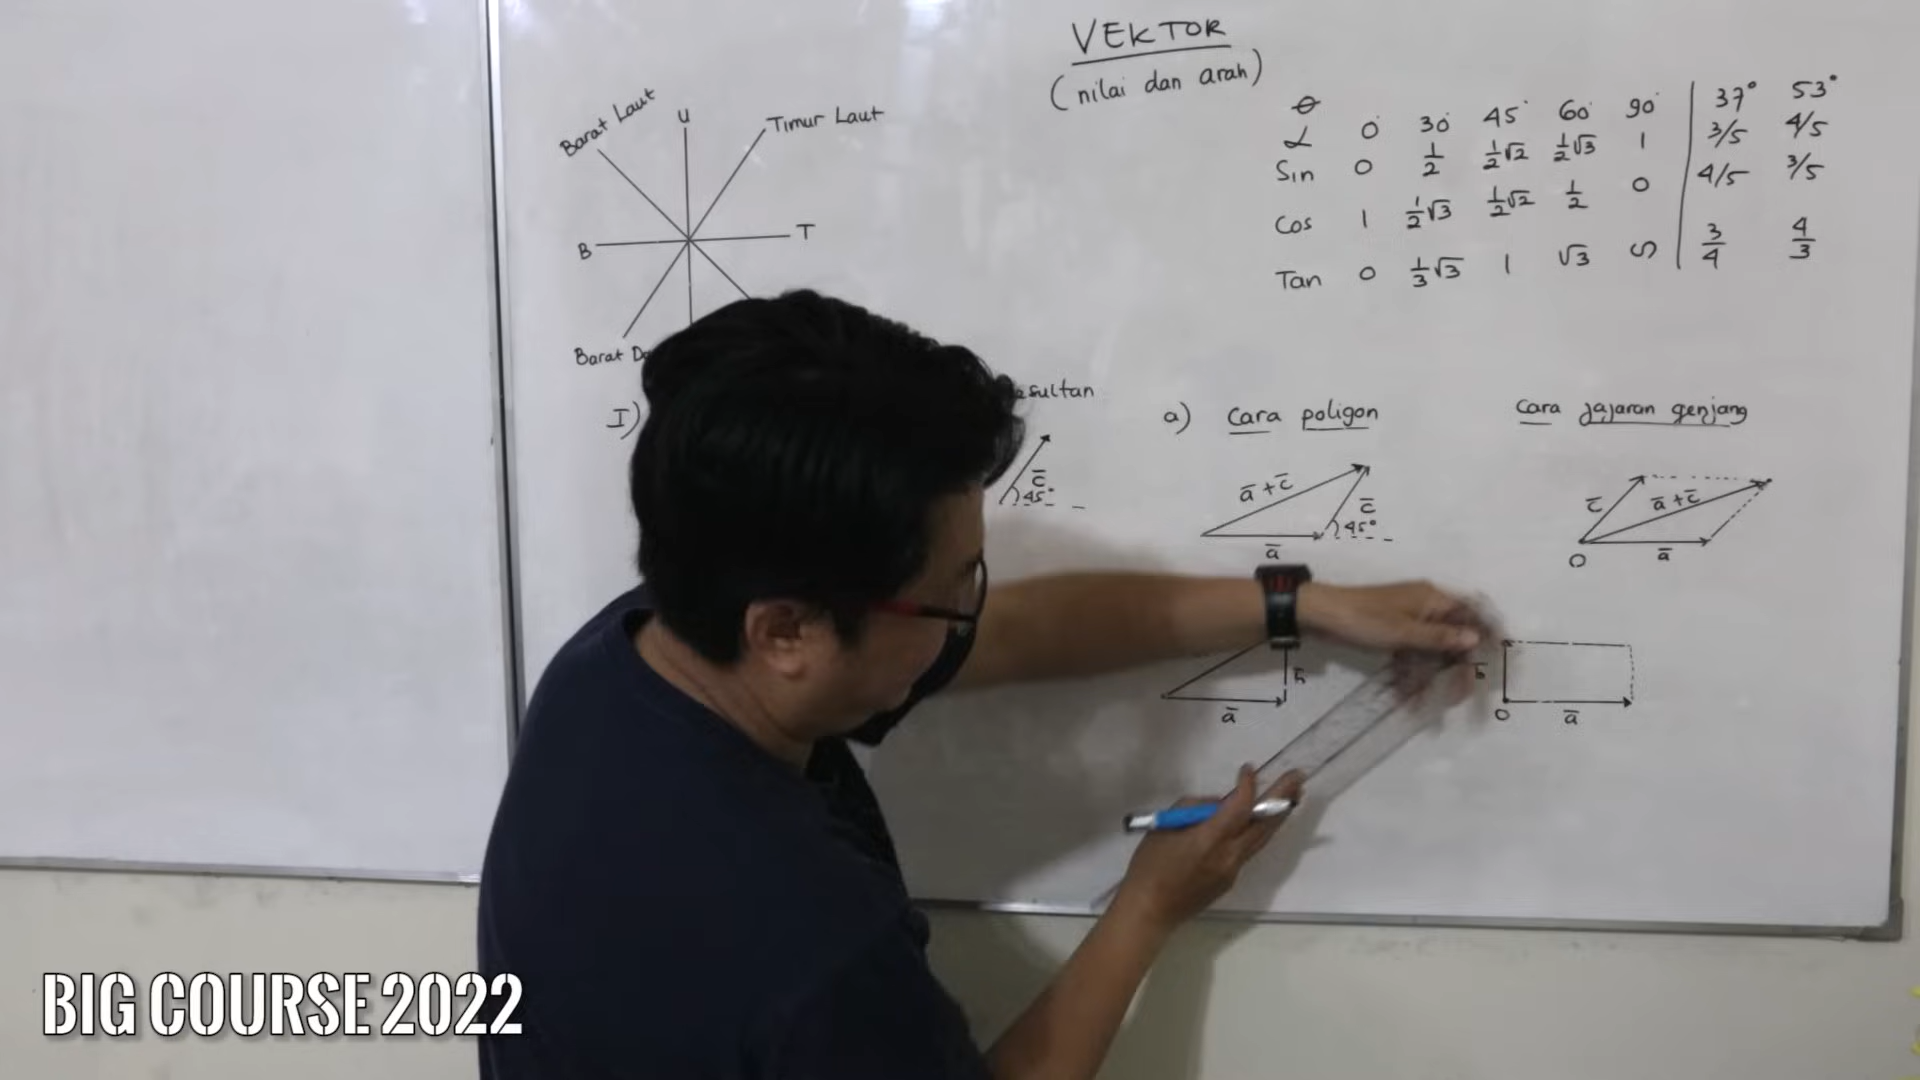 VEKTOR
(nilai dan arah)
Barat Laut
U
Timur Laut
B
T
Barat
θ
α 0° 30° 45° 60° 90° 37° 53°
Sin 0 1/2 1/2√2 1/2√3 1 3/5 4/5
Cos 1 1/2√3 1/2√2 1/2 0 4/5 3/5
Tan 0 1/3√3 1 √3 ∽ 3/4 4/3
I)
c̅
45°
a) Cara poligon
a̅ + c̅
c̅
45°
a̅
Cara jajaran genjang
c̅
a̅ + c̅
O
a̅
b̅
a̅
b̅
O
a̅
BIG COURSE 2022